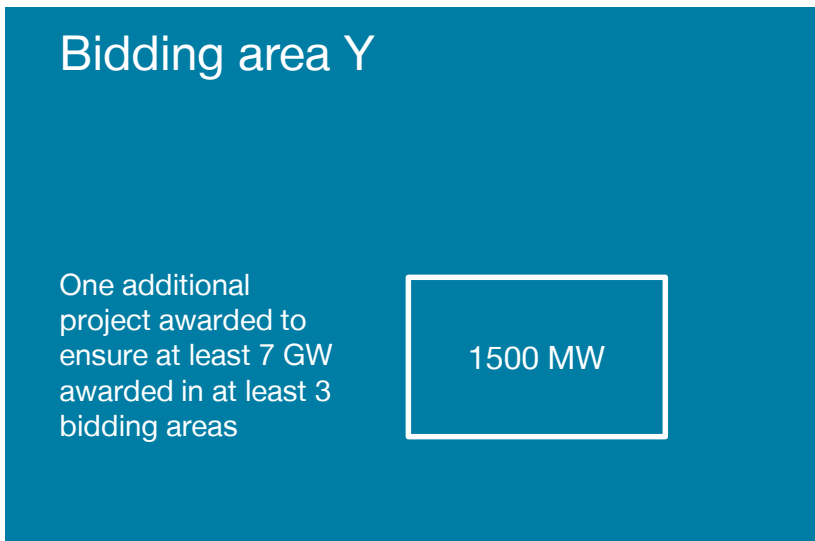 Bidding area Y
One additional
project awarded to
ensure at least 7 GW
awarded in at least 3
bidding areas
1500 MW